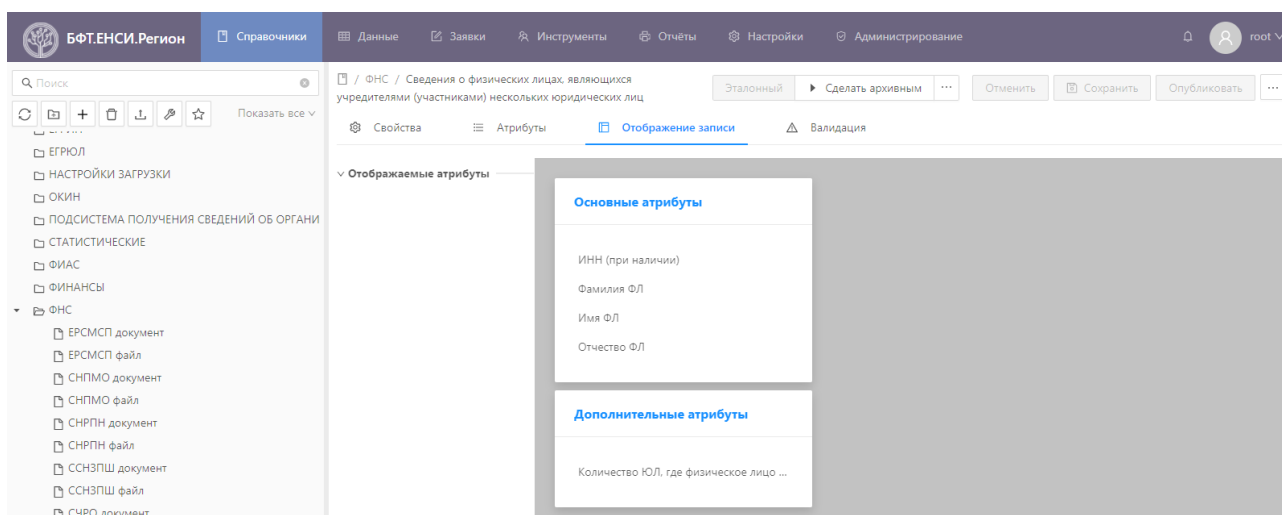 БФТ.ЕНСИ.Регион
Справочники
Данные
Заявки
Инструменты
Отчёты
Настройки
Администрирование
root
Поиск
Показать все
ЕГРЮЛ
НАСТРОЙКИ ЗАГРУЗКИ
ОКИН
ПОДСИСТЕМА ПОЛУЧЕНИЯ СВЕДЕНИЙ ОБ ОРГАНИ
СТАТИСТИЧЕСКИЕ
ФИАС
ФИНАНСЫ
ФНС
ЕРСМСП документ
ЕРСМСП файл
СНПМО документ
СНПМО файл
СНРПН документ
СНРПН файл
ССНЗПШ документ
ССНЗПШ файл
СЧРО документ
/ ФНС / Сведения о физических лицах, являющихся
учредителями (участниками) нескольких юридических лиц
Эталонный
Сделать архивным
...
Отменить
Сохранить
Опубликовать
...
Свойства
Атрибуты
Отображение записи
Валидация
Отображаемые атрибуты
Основные атрибуты
ИНН (при наличии)
Фамилия ФЛ
Имя ФЛ
Отчество ФЛ
Дополнительные атрибуты
Количество ЮЛ, где физическое лицо ...